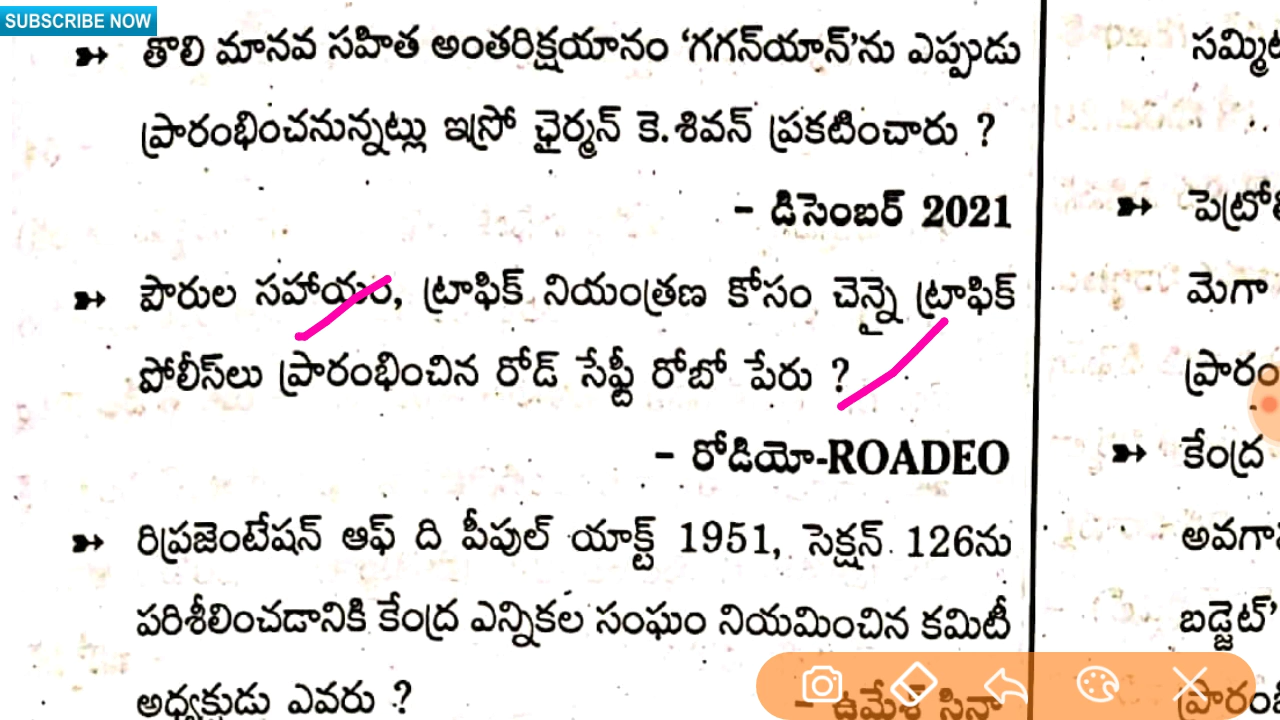 SUBSCRIBE NOW
➳ తొలి మానవ సహిత అంతరిక్షయానం ‘గగన్‌యాన్’ను ఎప్పుడు
ప్రారంభించనున్నట్లు ఇస్రో ఛైర్మన్ కె.శివన్ ప్రకటించారు ?
– డిసెంబర్ 2021
➳ పౌరుల సహాయం, ట్రాఫిక్ నియంత్రణ కోసం చెన్నై ట్రాఫిక్
పోలీస్‌లు ప్రారంభించిన రోడ్ సేఫ్టీ రోబో పేరు ?
– రోడియో-ROADEO
➳ రిప్రజెంటేషన్ ఆఫ్ ది పీపుల్ యాక్ట్ 1951, సెక్షన్ 126ను
పరిశీలించడానికి కేంద్ర ఎన్నికల సంఘం నియమించిన కమిటీ
అధ్యక్షుడు ఎవరు ?
– ఉమేశ్ సిన్హా
➳ పెట్రో
మెగా
ప్రారం
➳ కేంద్ర
అవగా
బడ్జెట్’
ప్రారం